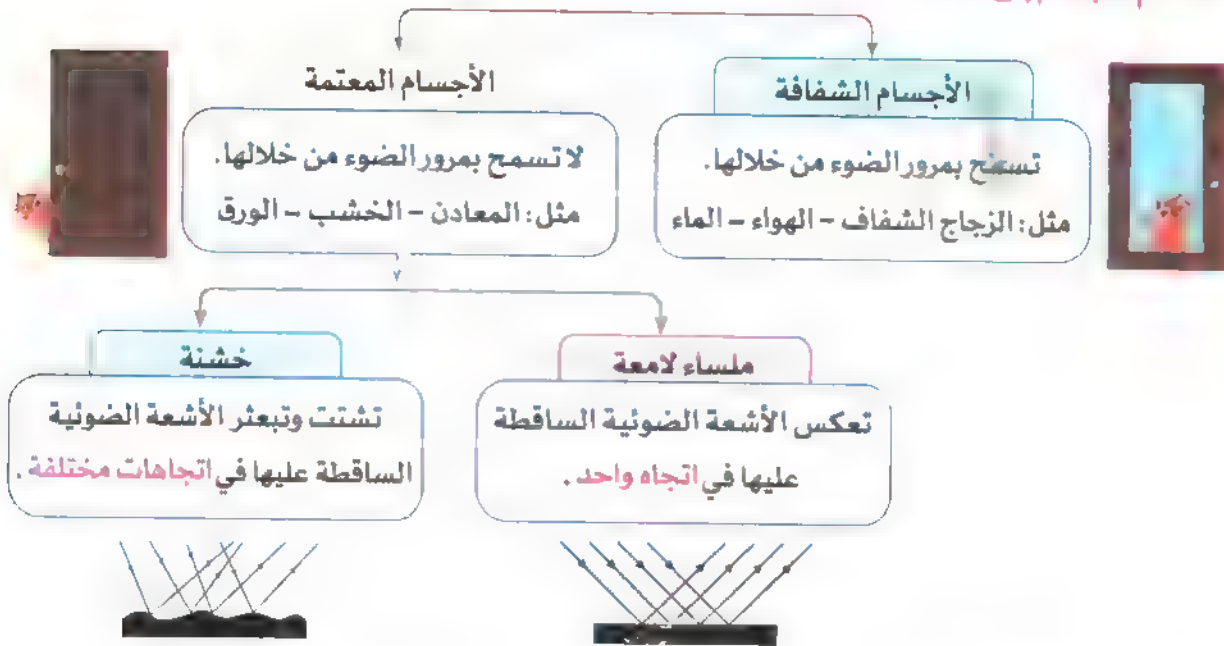 الأجسام الشفافة
تسمح بمرور الضوء من خلالها.
مثل: الزجاج الشفاف - الهواء - الماء
الأجسام المعتمة
لا تسمح بمرور الضوء من خلالها.
مثل: المعادن - الخشب - الورق
ملساء لامعة
تعكس الأشعة الضوئية الساقطة
عليها في اتجاه واحد.
خشنة
تشتت وتبعثر الأشعة الضوئية
الساقطة عليها في اتجاهات مختلفة.